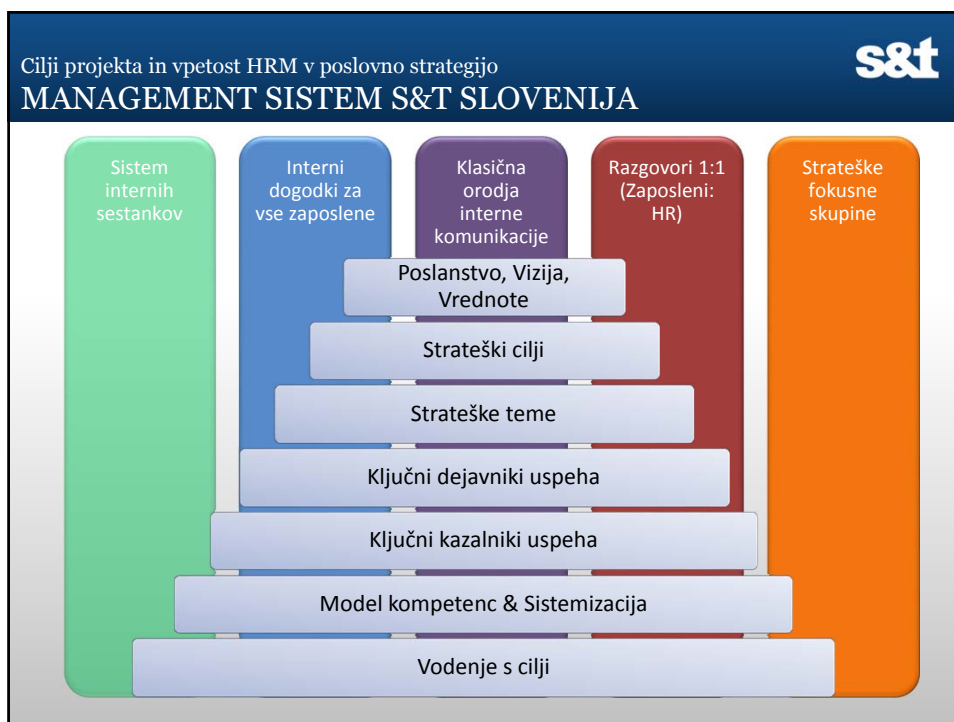 Cilji projekta in vpetost HRM v poslovno strategijo
MANAGEMENT SISTEM S&T SLOVENIJA
s&t
Sistem
internih
sestankov
Interni
dogodki za
vse zaposlene
Klasična
orodja
interne
komunikacije
Razgovori 1:1
(Zaposleni:
HR)
Strateške
fokusne
skupine
Poslanstvo, Vizija,
Vrednote
Strateški cilji
Strateške teme
Ključni dejavniki uspeha
Ključni kazalniki uspeha
Model kompetenc & Sistemizacija
Vodenje s cilji